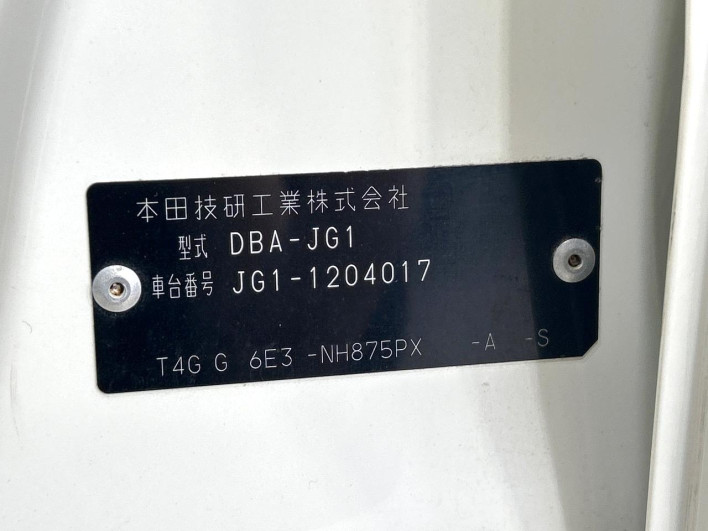 本田技研工業株式会社
型式 DBA-JG1
車台番号 JG1-1204017
T4G G 6E3 -NH875PX -A -S